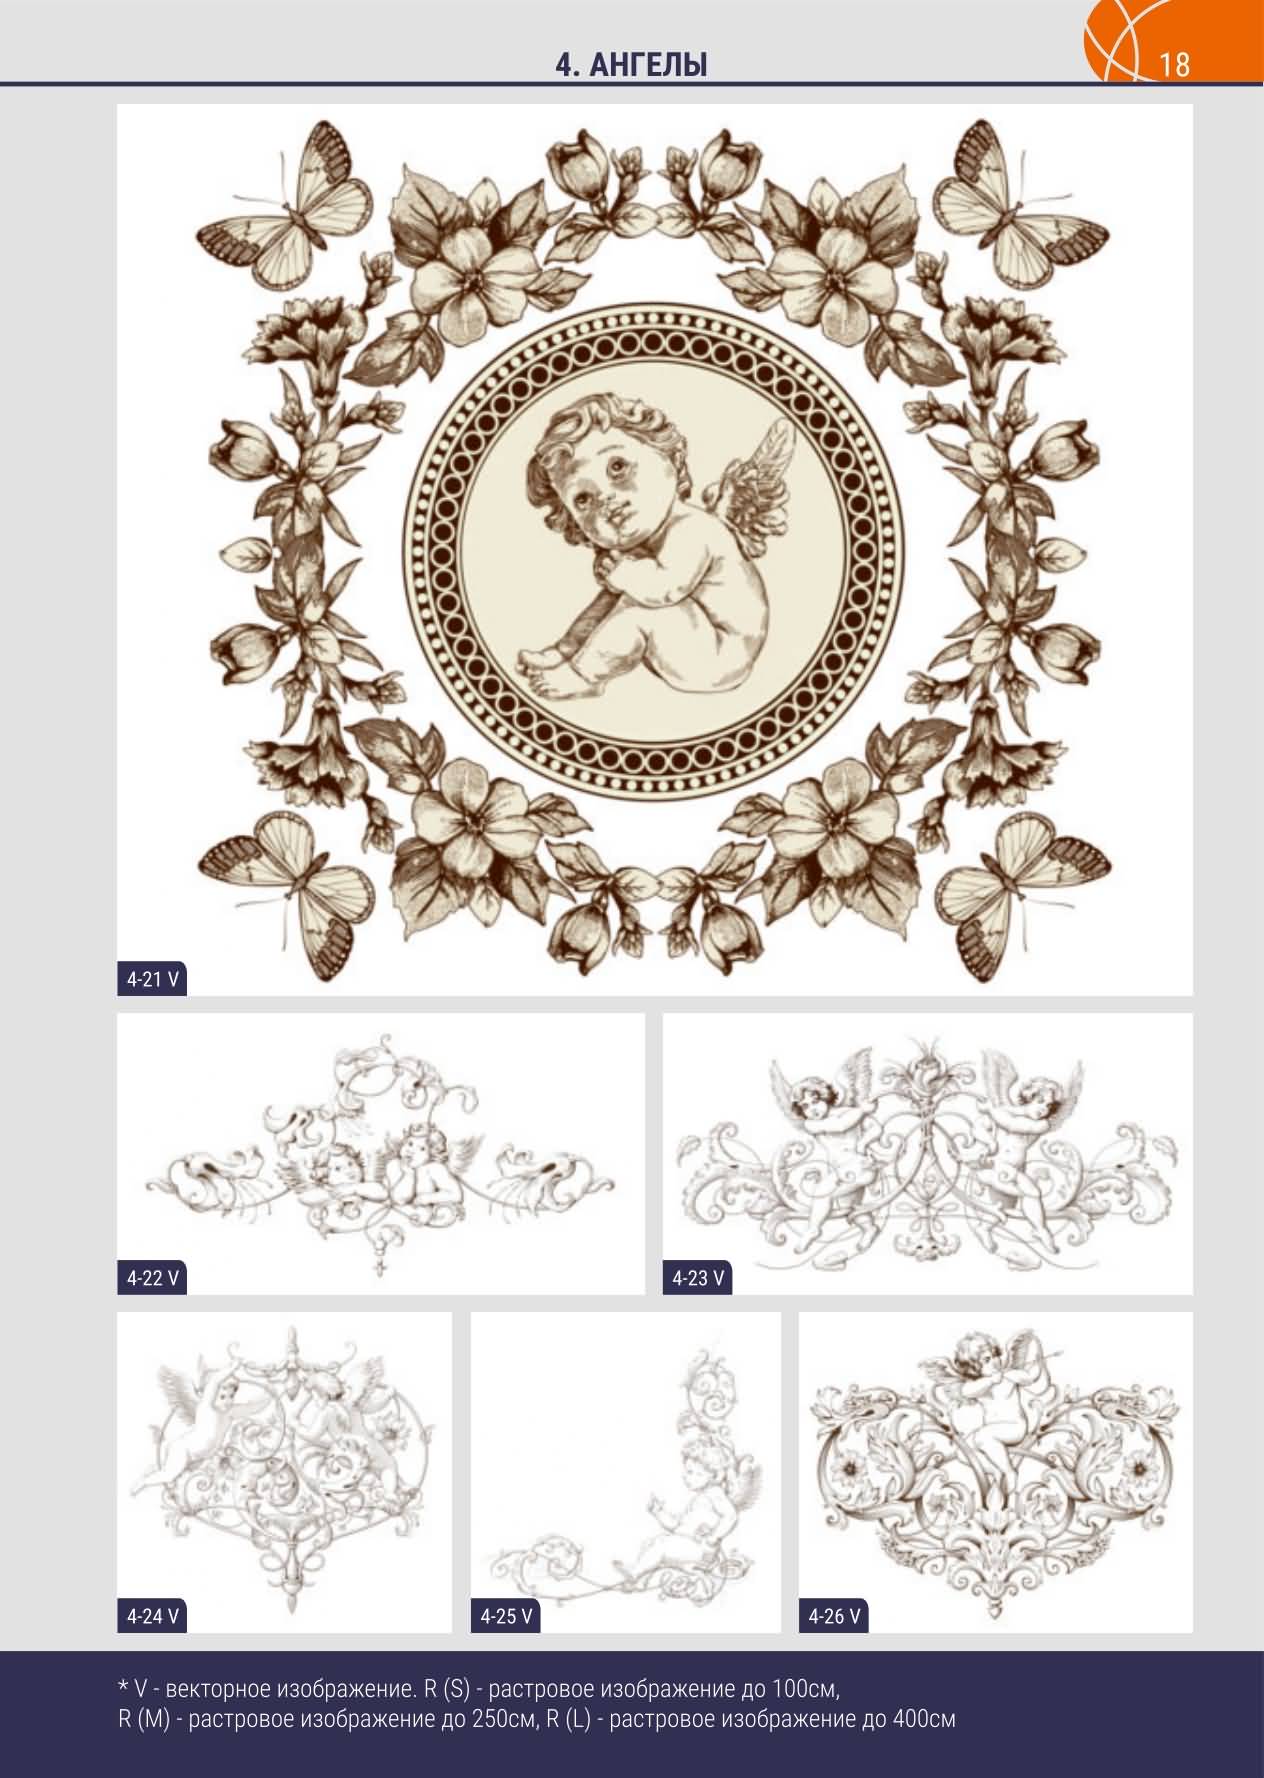 4. АНГЕЛЫ
18
4-21 V
4-22 V
4-23 V
4-24 V
4-25 V
4-26 V
* V - векторное изображение. R (S) - растровое изображение до 100см,
R (M) - растровое изображение до 250см, R (L) - растровое изображение до 400см